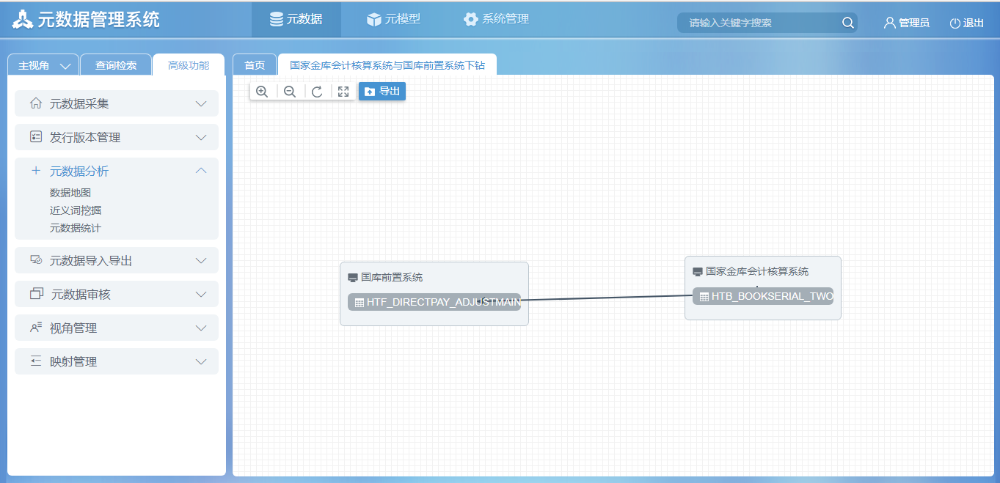 元数据管理系统
元数据
元模型
系统管理
请输入关键字搜索
管理员
退出
主视角
查询检索
高级功能
首页
国家金库会计核算系统与国库前置系统下钻
导出
元数据采集
发行版本管理
元数据分析
数据地图
近义词挖掘
元数据统计
元数据导入导出
元数据审核
视角管理
映射管理
国库前置系统
HTF_DIRECTPAY_ADJUSTMAIN
国家金库会计核算系统
HTB_BOOKSERIAL_TWO